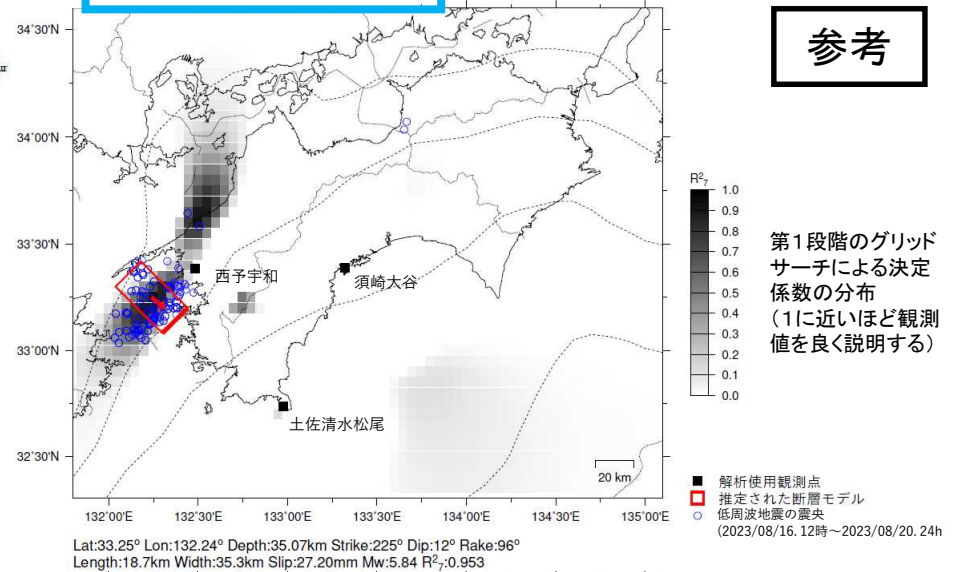 参考
34°30'N
34°00'N
33°30'N
33°00'N
32°30'N
西予宇和
須崎大谷
土佐清水松尾
20 km
132°00'E
132°30'E
133°00'E
133°30'E
134°00'E
134°30'E
135°00'E
R²₇
1.0
0.9
0.8
0.7
0.6
0.5
0.4
0.3
0.2
0.1
0.0
第1段階のグリッド
サーチによる決定
係数の分布
(1に近いほど観測
値を良く説明する)
解析使用観測点
推定された断層モデル
低周波地震の震央
(2023/08/16.12時~2023/08/20.24h
Lat:33.25° Lon:132.24° Depth:35.07km Strike:225° Dip:12° Rake:96°
Length:18.7km Width:35.3km Slip:27.20mm Mw:5.84 R²₇:0.953